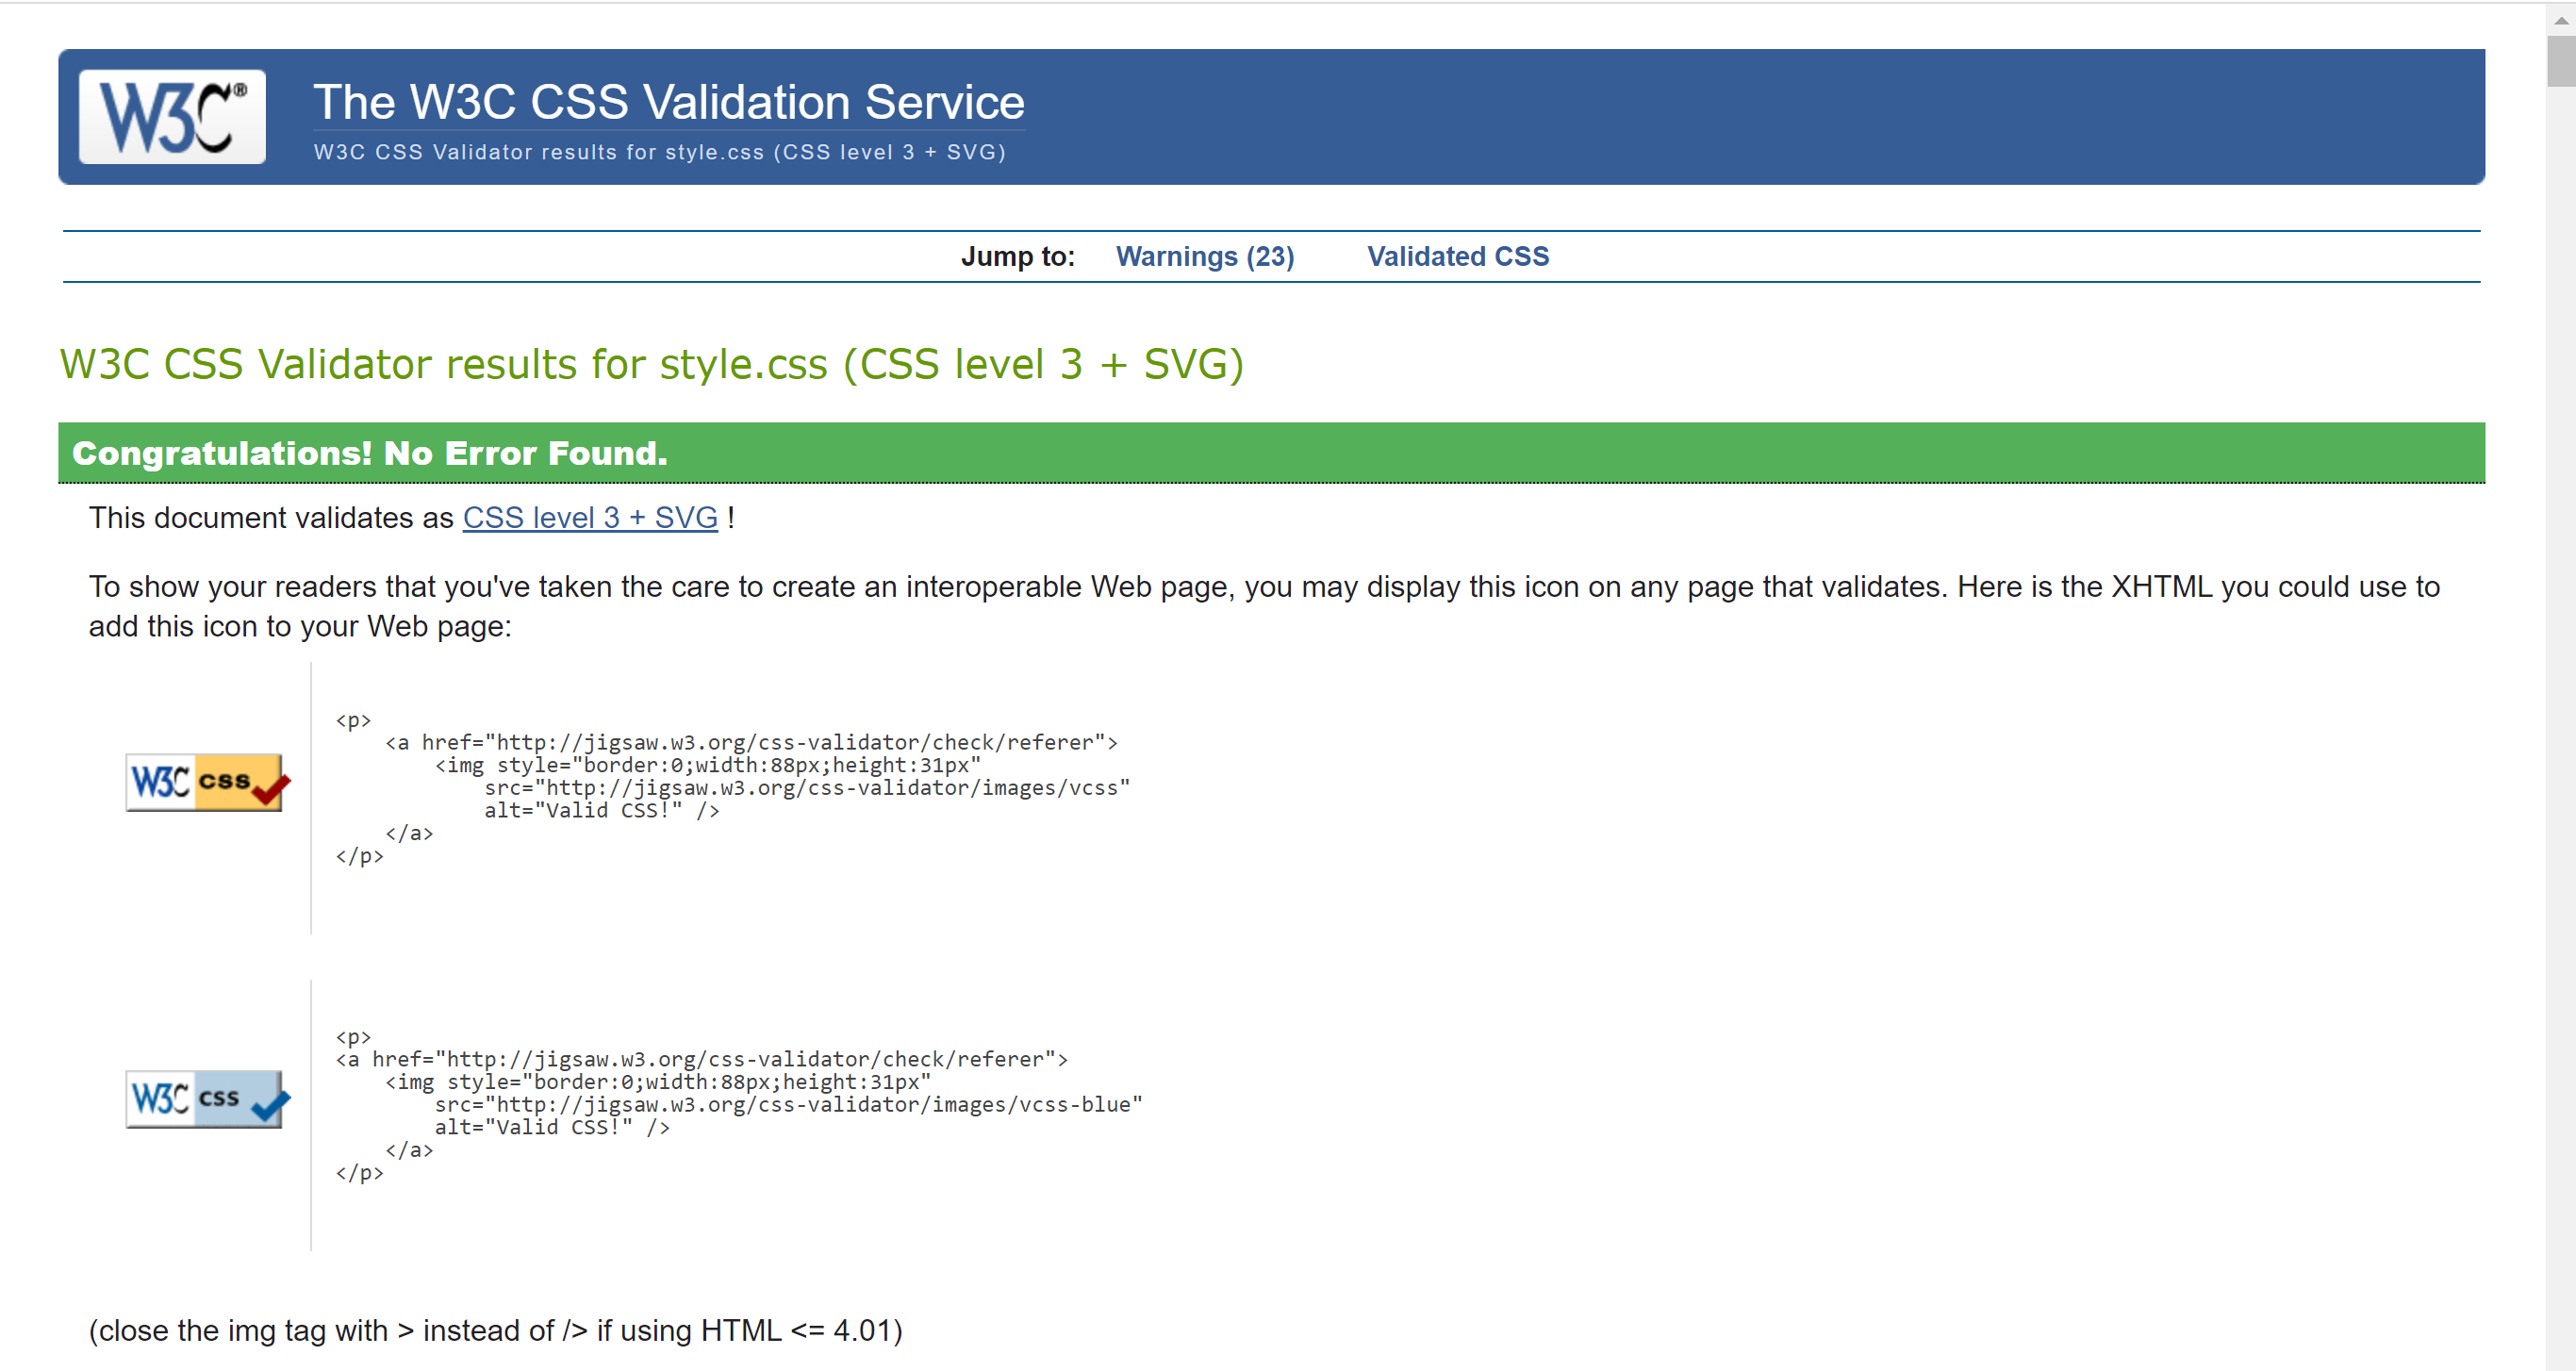 W3C®
The W3C CSS Validation Service
W3C CSS Validator results for style.css (CSS level 3 + SVG)
Jump to: Warnings (23) Validated CSS
W3C CSS Validator results for style.css (CSS level 3 + SVG)
Congratulations! No Error Found.
This document validates as CSS level 3 + SVG !
To show your readers that you've taken the care to create an interoperable Web page, you may display this icon on any page that validates. Here is the XHTML you could use to
add this icon to your Web page:
W3C css
<p>
    <a href="http://jigsaw.w3.org/css-validator/check/referer">
        <img style="border:0;width:88px;height:31px"
            src="http://jigsaw.w3.org/css-validator/images/vcss"
            alt="Valid CSS!" />
    </a>
</p>
W3C css
<p>
<a href="http://jigsaw.w3.org/css-validator/check/referer">
    <img style="border:0;width:88px;height:31px"
        src="http://jigsaw.w3.org/css-validator/images/vcss-blue"
        alt="Valid CSS!" />
    </a>
</p>
(close the img tag with > instead of /> if using HTML <= 4.01)